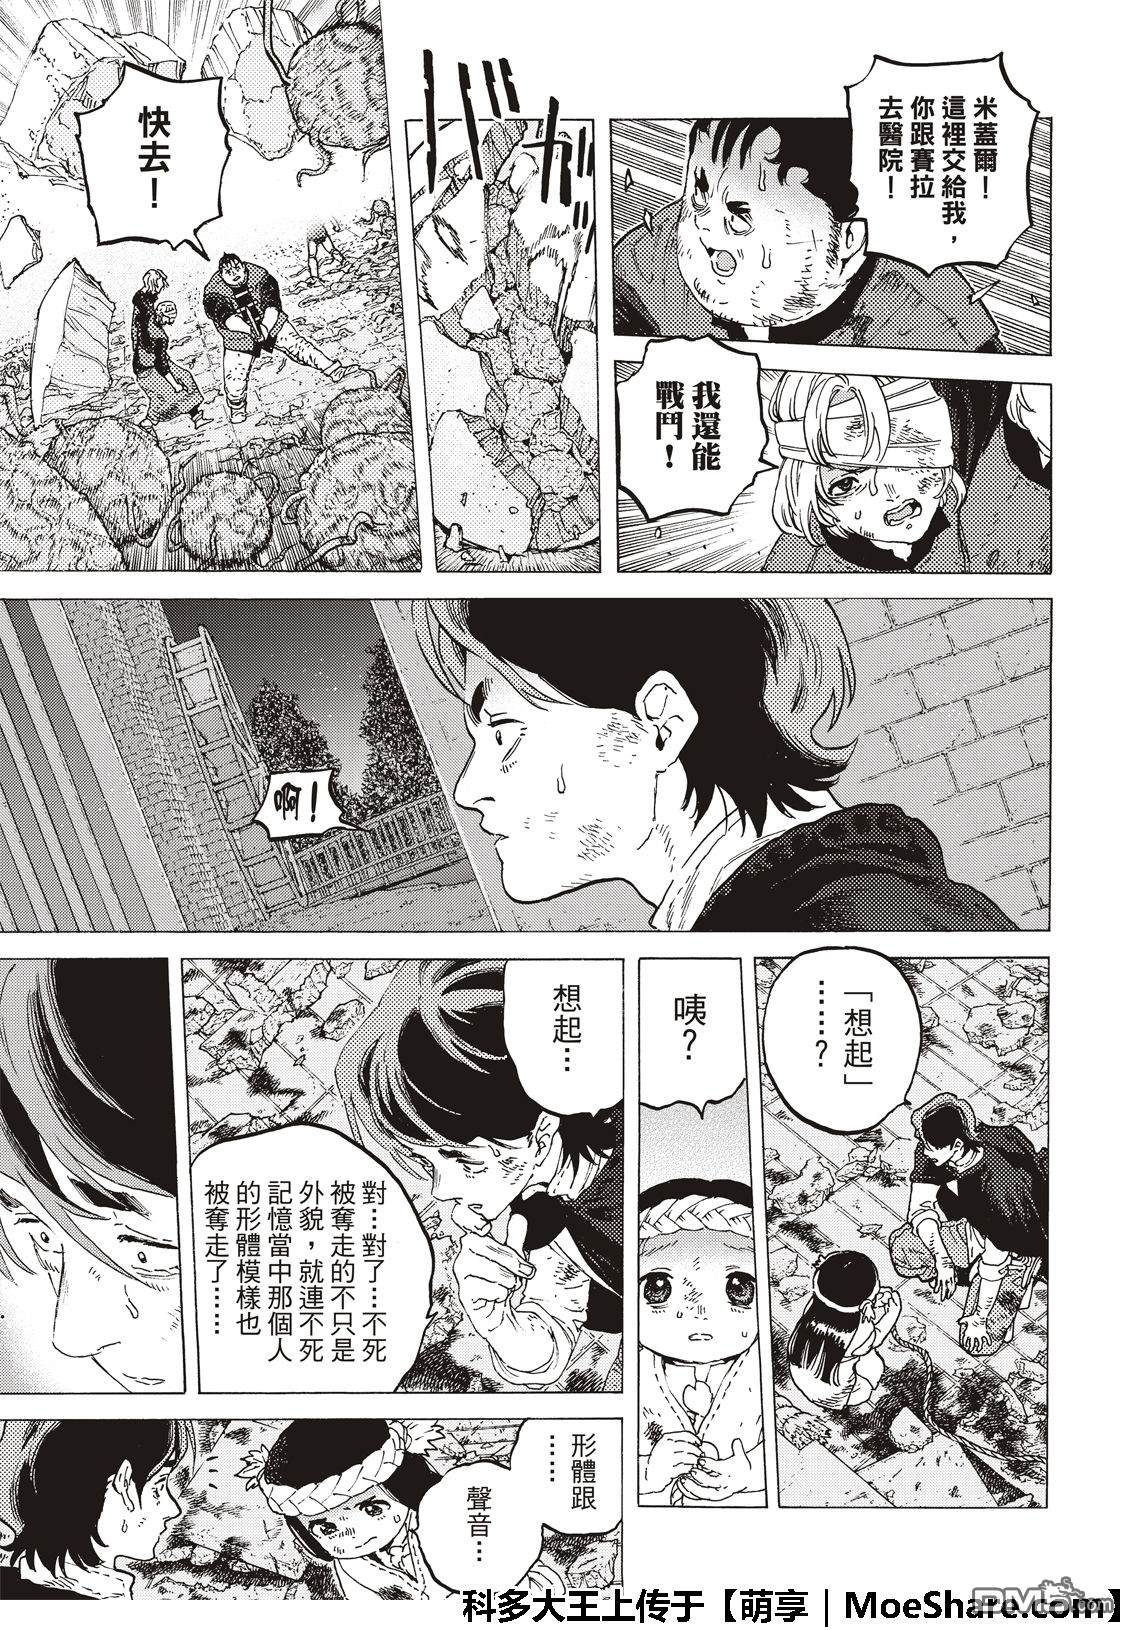 米蓋爾！
這裡交給我，
你跟賽拉
去醫院！
我還能
戰鬥！
快去！
啊！
「想起」
……？
咦？
想起…
對…對了…不死
被奪走的不只是
外貌，就連不死
記憶當中那個人
的形體模樣也
被奪走了……
形體跟
……
聲音…
科多大王上传于【萌享｜MoeShare.com】